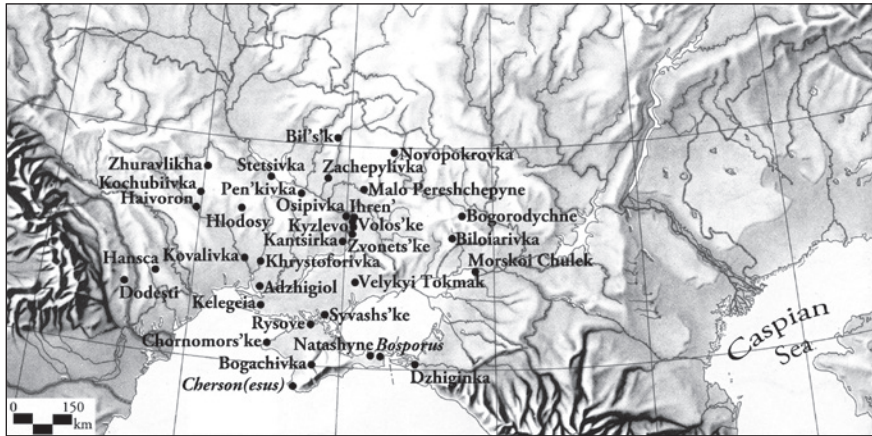 Bil's'k
Novopokrovka
Zhuravlikha
Stetsivka
Zachepylivka
Kochubiivka
Pen'kivka
Malo Pereshchepyne
Haivoron
Hlodosy
Osipivka
Ihren'
Bogorodychne
Kyzlevo
Volos'ke
Kantsirka
Zvonets'ke
Biloiarivka
Hansca
Kovalivka
Khrystoforivka
Morskoi Chulek
Dodeşti
Adzhigiol
Velykyi Tokmak
Kelegeia
Syvashs'ke
Rysove
Chornomors'ke
Natashyne
Bosporus
Bogachivka
Dzhiginka
Cherson(esus)
Caspian
Sea
0 150
km